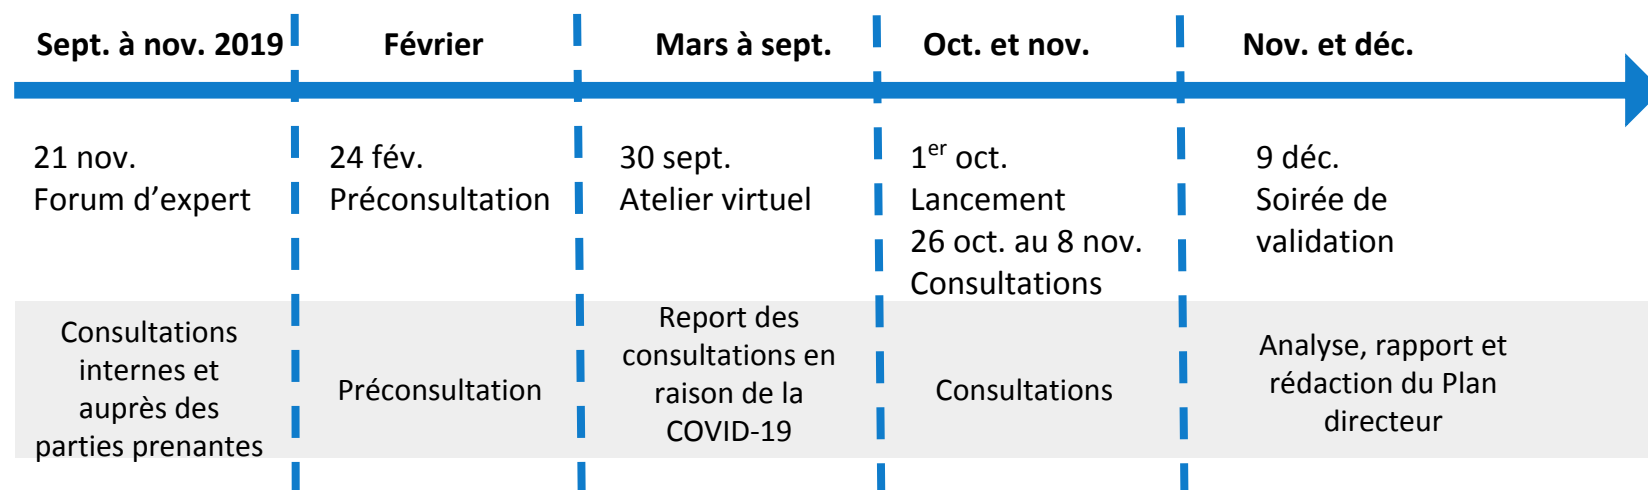 Sept. à nov. 2019
Février
Mars à sept.
Oct. et nov.
Nov. et déc.
21 nov.
Forum d’expert
24 fév.
Préconsultation
30 sept.
Atelier virtuel
1er oct.
Lancement
26 oct. au 8 nov.
Consultations
9 déc.
Soirée de
validation
Consultations
internes et
auprès des
parties prenantes
Préconsultation
Report des
consultations en
raison de la
COVID-19
Consultations
Analyse, rapport et
rédaction du Plan
directeur